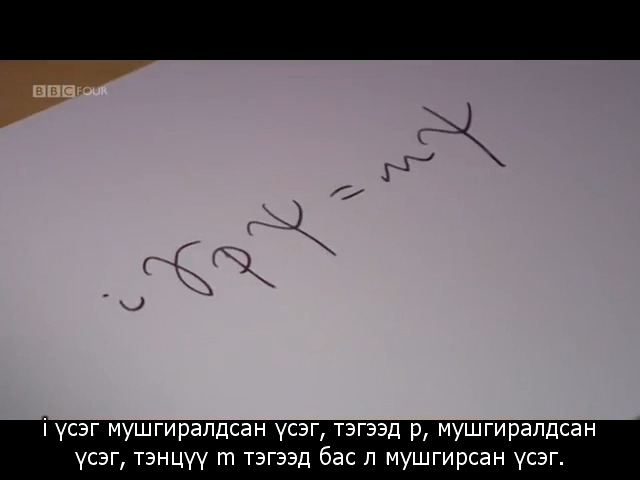 BBC FOUR
i γ p ψ = m ψ
i үсэг мушгиралдсан үсэг, тэгээд p, мушгиралдсан
үсэг, тэнцүү m тэгээд бас л мушгирсан үсэг.